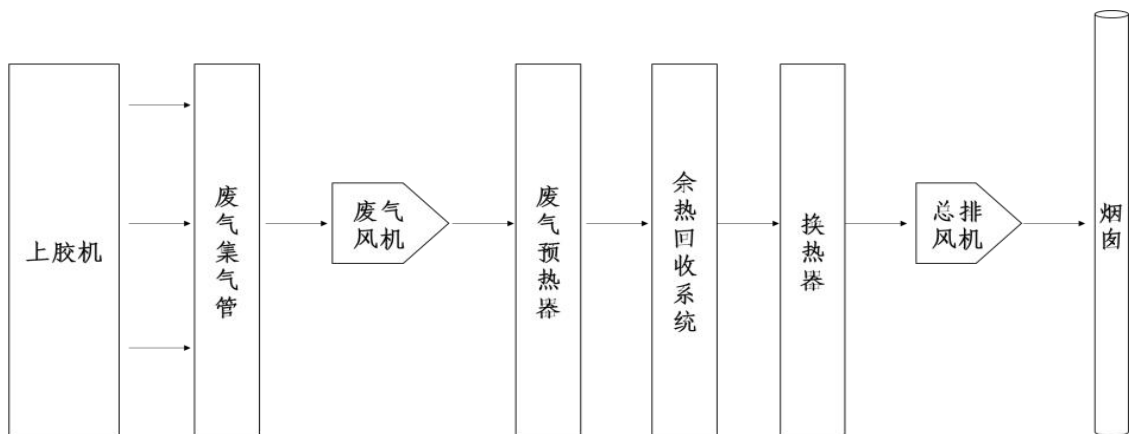 上胶机
废气集气管
废气
风机
废气预热器
余热回收系统
换热器
总排
风机
烟囱